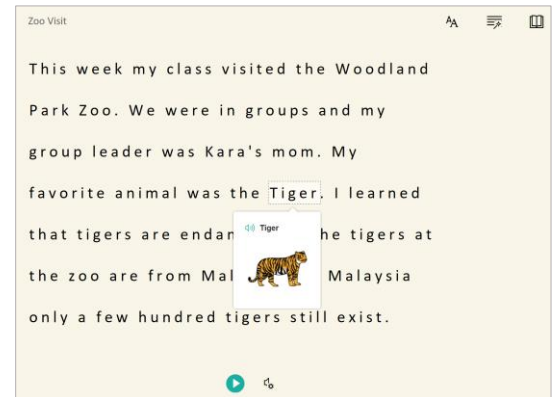 Zoo Visit
AA
This week my class visited the Woodland
Park Zoo. We were in groups and my
group leader was Kara's mom. My
favorite animal was the Tiger. I learned
that tigers are he tigers at
Tiger
the zoo are from Malaysia
only a few hundred tigers still exist.